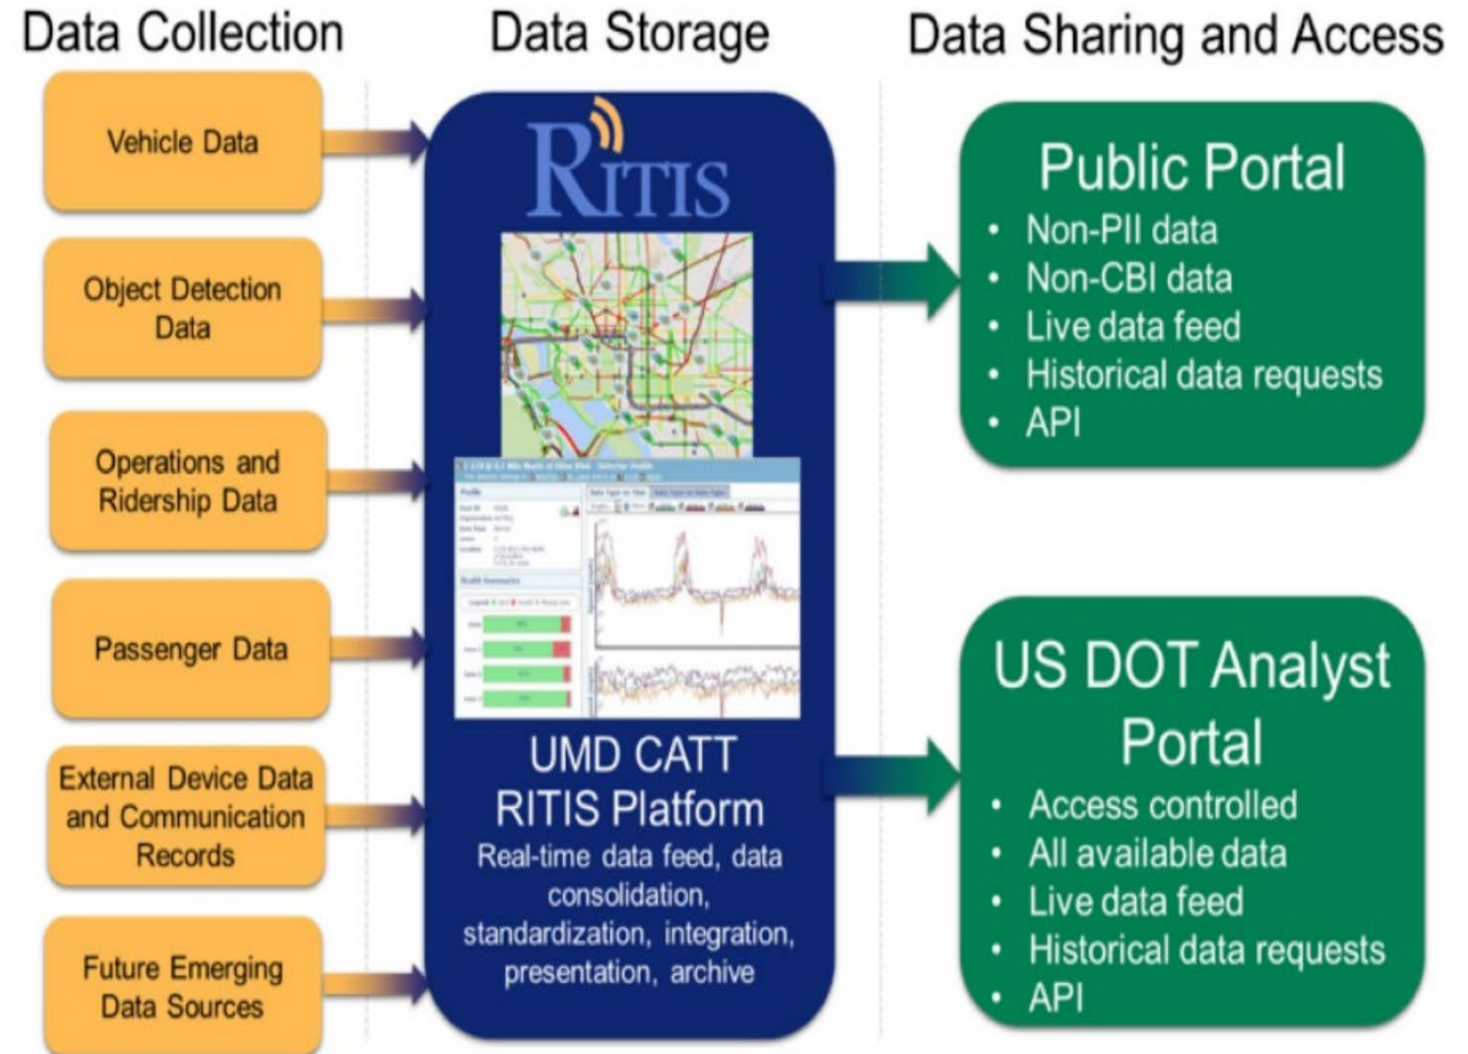 Data Collection
Data Storage
Data Sharing and Access
Vehicle Data
Object Detection
Data
Operations and
Ridership Data
Passenger Data
External Device Data
and Communication
Records
Future Emerging
Data Sources
RITIS
UMD CATT
RITIS Platform
Real-time data feed, data
consolidation,
standardization, integration,
presentation, archive
Public Portal
• Non-PII data
• Non-CBI data
• Live data feed
• Historical data requests
• API
US DOT Analyst
Portal
• Access controlled
• All available data
• Live data feed
• Historical data requests
• API